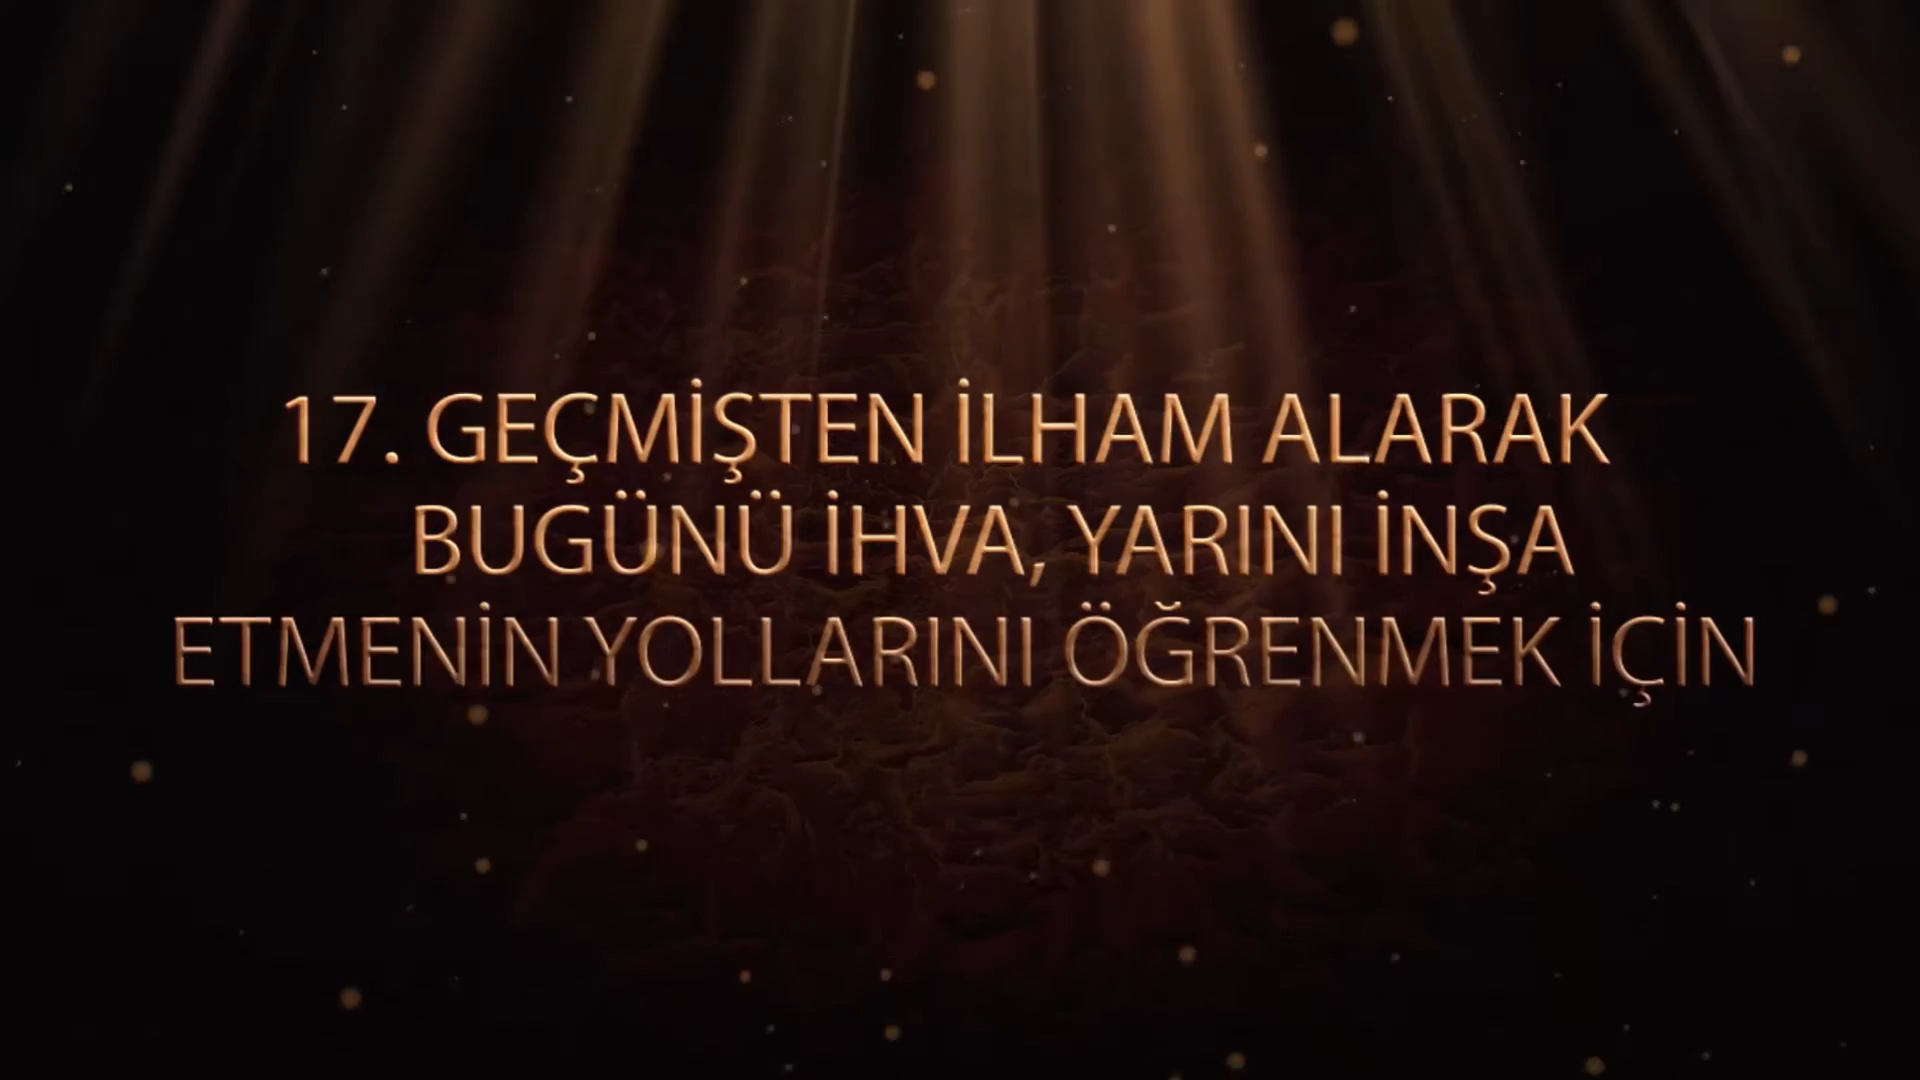 17. GEÇMİŞTEN İLHAM ALARAK
BUGÜNÜ İHVA, YARINI İNŞA
ETMENİN YOLLARINI ÖĞRENMEK İÇİN